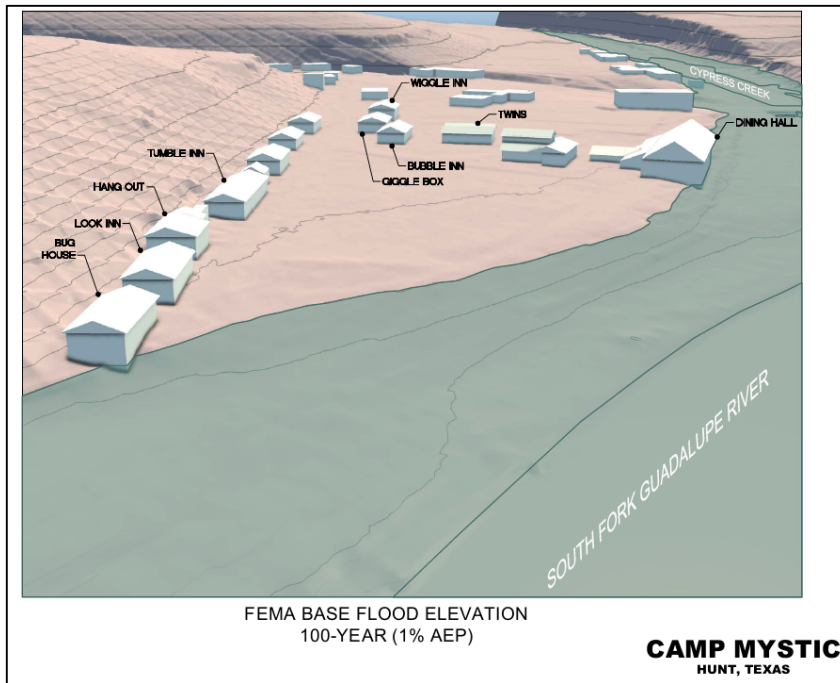 CYPRESS CREEK
WIGGLE INN
TWINS
DINING HALL
TUMBLE INN
BUBBLE INN
GIGGLE BOX
HANG OUT
LOOK INN
BUG
HOUSE
SOUTH FORK GUADALUPE RIVER
FEMA BASE FLOOD ELEVATION
100-YEAR (1% AEP)
CAMP MYSTIC
HUNT, TEXAS